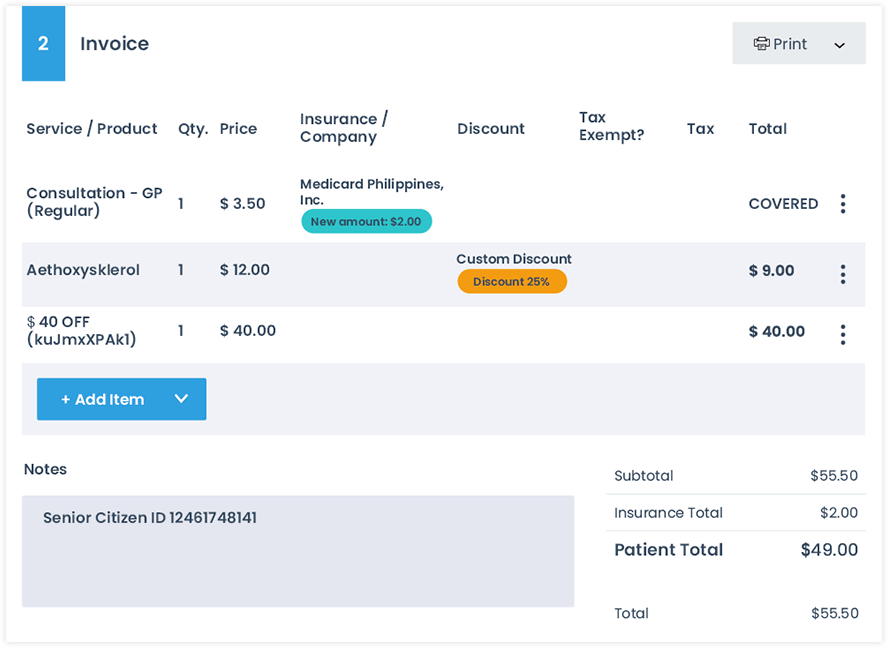 2
Invoice
Print
Service / Product Qty. Price Insurance / Company Discount Tax Exempt? Tax Total
Consultation - GP
(Regular)
1
$ 3.50
Medicard Philippines,
Inc.
New amount: $2.00
COVERED
Aethoxysklerol
1
$ 12.00
Custom Discount
Discount 25%
$ 9.00
$ 40 OFF
(kuJmxXPAk1)
1
$ 40.00
$ 40.00
+ Add Item
Notes
Senior Citizen ID 12461748141
Subtotal $55.50
Insurance Total $2.00
Patient Total $49.00
Total $55.50